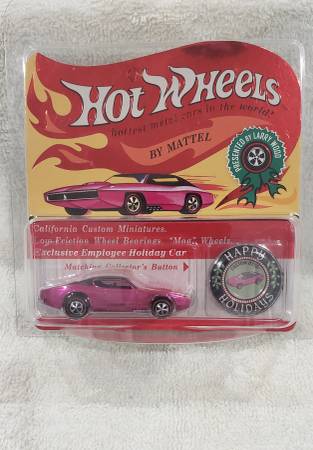 Hot Wheels
hottest metal cars in the world!
BY MATTEL
PRESENTED BY LARRY WOOD
California Custom Miniatures.
Low-Friction Wheel Bearings. "Mag" Wheels.
Exclusive Employee Holiday Car
Matching Collector's Button
HAPPY
HOLIDAYS